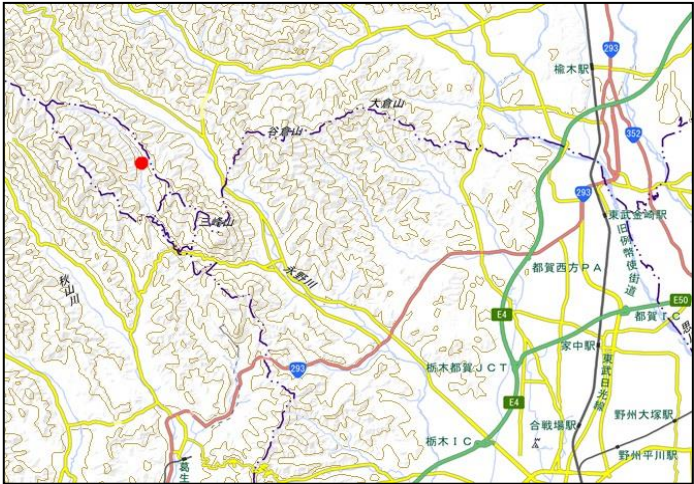 293
楡木駅
大倉山
谷倉山
352
293
三峰山
東武金崎駅
旧例幣使街道
秋山川
永野川
都賀西方ＰＡ
E50
思
E4
都賀ＩＣ
家中駅
293
栃木都賀ＪＣＴ
東武日光線
E4
野州大塚駅
合戦場駅
栃木ＩＣ
野州平川駅
葛生